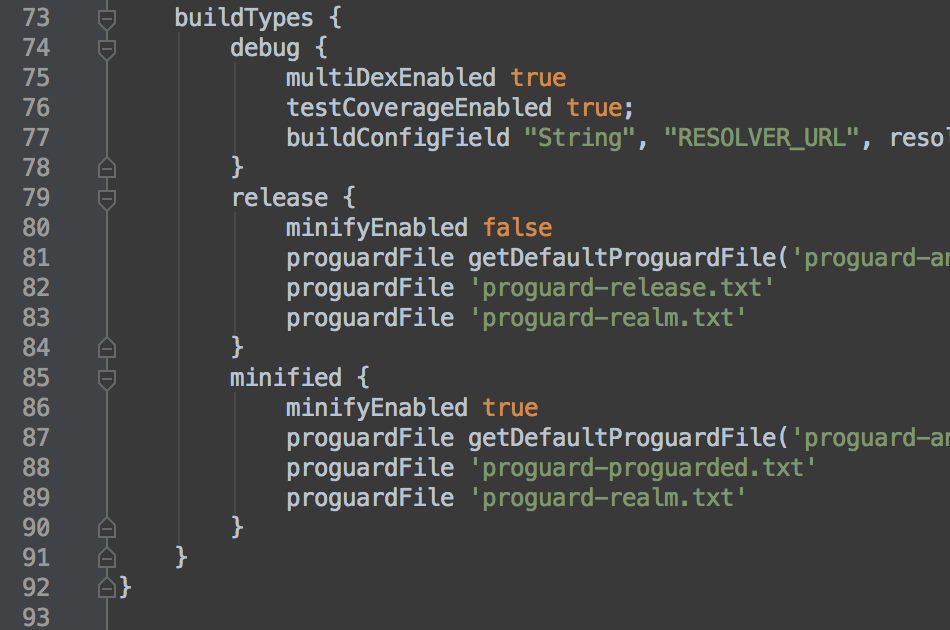 73 buildTypes {
74 debug {
75 multiDexEnabled true
76 testCoverageEnabled true;
77 buildConfigField "String", "RESOLVER_URL", resol
78 }
79 release {
80 minifyEnabled false
81 proguardFile getDefaultProguardFile('proguard-an
82 proguardFile 'proguard-release.txt'
83 proguardFile 'proguard-realm.txt'
84 }
85 minified {
86 minifyEnabled true
87 proguardFile getDefaultProguardFile('proguard-an
88 proguardFile 'proguard-proguarded.txt'
89 proguardFile 'proguard-realm.txt'
90 }
91 }
92 }
93